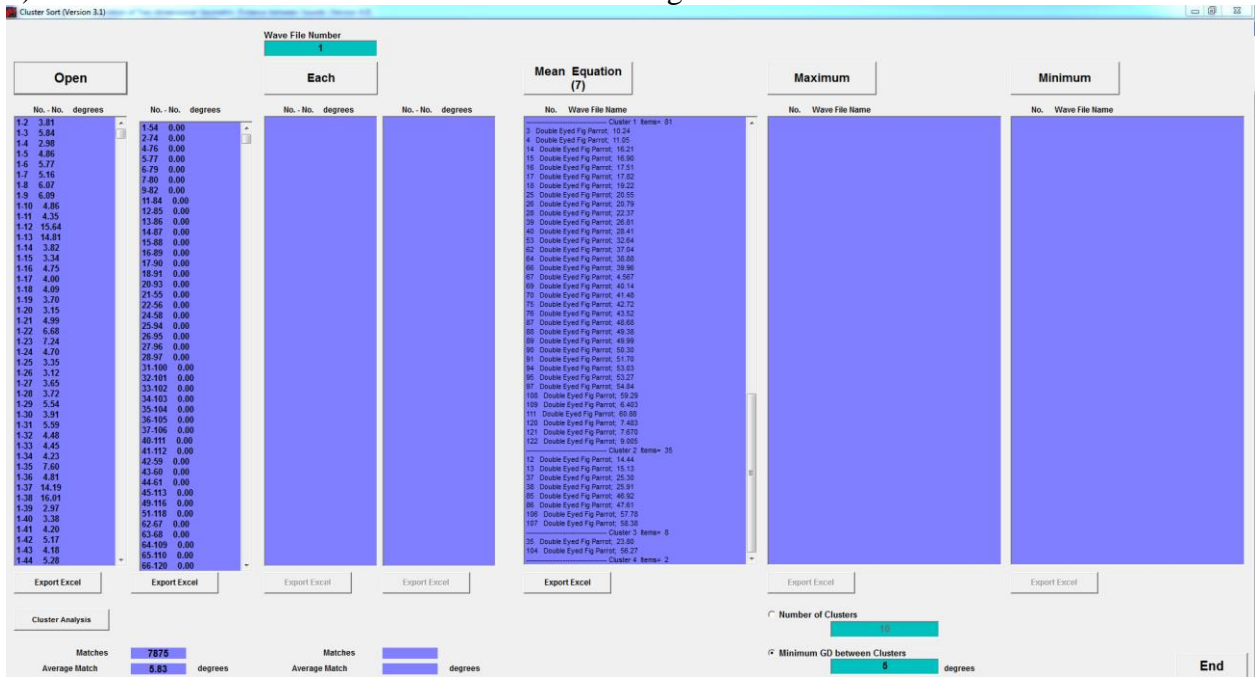 Cluster Sort (Version 3.1)
Wave File Number
1
Open
Each
Mean Equation
(7)
Maximum
Minimum
No. - No. degrees
No. - No. degrees
No. - No. degrees
No. - No. degrees
No. Wave File Name
No. Wave File Name
No. Wave File Name
1-2 3.81
1-3 5.84
1-4 2.98
1-5 4.86
1-6 5.77
1-7 5.16
1-8 6.07
1-9 6.09
1-10 4.86
1-11 4.35
1-12 15.64
1-13 14.81
1-14 3.82
1-15 3.34
1-16 4.75
1-17 4.00
1-18 4.09
1-19 3.70
1-20 3.15
1-21 4.99
1-22 6.68
1-23 7.24
1-24 4.70
1-25 3.35
1-26 3.12
1-27 3.65
1-28 3.72
1-29 5.54
1-30 3.91
1-31 5.59
1-32 4.48
1-33 4.45
1-34 4.23
1-35 7.60
1-36 4.81
1-37 14.19
1-38 16.01
1-39 2.97
1-40 3.38
1-41 4.20
1-42 5.17
1-43 4.18
1-44 5.28
1-54 0.00
2-74 0.00
4-76 0.00
5-77 0.00
6-79 0.00
7-80 0.00
9-82 0.00
11-84 0.00
12-85 0.00
13-86 0.00
14-87 0.00
15-88 0.00
16-89 0.00
17-90 0.00
18-91 0.00
20-93 0.00
21-55 0.00
22-56 0.00
24-58 0.00
25-94 0.00
26-95 0.00
27-96 0.00
28-97 0.00
31-100 0.00
32-101 0.00
33-102 0.00
34-103 0.00
35-104 0.00
36-105 0.00
37-106 0.00
40-111 0.00
41-112 0.00
42-59 0.00
43-60 0.00
44-61 0.00
45-113 0.00
49-116 0.00
51-118 0.00
62-67 0.00
63-68 0.00
64-109 0.00
65-110 0.00
66-120 0.00
Cluster 1 Items= 81
3 Double Eyed Fig Parrot; 10.24
4 Double Eyed Fig Parrot; 11.05
14 Double Eyed Fig Parrot; 16.21
15 Double Eyed Fig Parrot; 16.90
16 Double Eyed Fig Parrot; 17.51
17 Double Eyed Fig Parrot; 17.82
18 Double Eyed Fig Parrot; 19.22
25 Double Eyed Fig Parrot; 20.55
26 Double Eyed Fig Parrot; 20.79
28 Double Eyed Fig Parrot; 22.37
39 Double Eyed Fig Parrot; 26.81
40 Double Eyed Fig Parrot; 28.41
53 Double Eyed Fig Parrot; 32.64
62 Double Eyed Fig Parrot; 37.04
64 Double Eyed Fig Parrot; 38.88
66 Double Eyed Fig Parrot; 39.96
67 Double Eyed Fig Parrot; 4.567
69 Double Eyed Fig Parrot; 40.14
70 Double Eyed Fig Parrot; 41.48
75 Double Eyed Fig Parrot; 42.72
76 Double Eyed Fig Parrot; 43.52
87 Double Eyed Fig Parrot; 48.68
88 Double Eyed Fig Parrot; 49.38
89 Double Eyed Fig Parrot; 49.99
90 Double Eyed Fig Parrot; 50.30
91 Double Eyed Fig Parrot; 51.70
94 Double Eyed Fig Parrot; 53.03
95 Double Eyed Fig Parrot; 53.27
97 Double Eyed Fig Parrot; 54.84
108 Double Eyed Fig Parrot; 59.29
109 Double Eyed Fig Parrot; 6.403
111 Double Eyed Fig Parrot; 60.88
120 Double Eyed Fig Parrot; 7.483
121 Double Eyed Fig Parrot; 7.670
122 Double Eyed Fig Parrot; 9.005
Cluster 2 Items= 35
12 Double Eyed Fig Parrot; 14.44
13 Double Eyed Fig Parrot; 15.13
37 Double Eyed Fig Parrot; 25.30
38 Double Eyed Fig Parrot; 25.91
85 Double Eyed Fig Parrot; 46.92
86 Double Eyed Fig Parrot; 47.61
106 Double Eyed Fig Parrot; 57.78
107 Double Eyed Fig Parrot; 58.38
Cluster 3 Items= 8
35 Double Eyed Fig Parrot; 23.80
104 Double Eyed Fig Parrot; 56.27
Cluster 4 Items= 2
Export Excel
Export Excel
Export Excel
Export Excel
Export Excel
Export Excel
Export Excel
Cluster Analysis
Number of Clusters
10
Matches 7875
Matches
Minimum GD between Clusters
Average Match 5.83 degrees
Average Match degrees
5 degrees
End